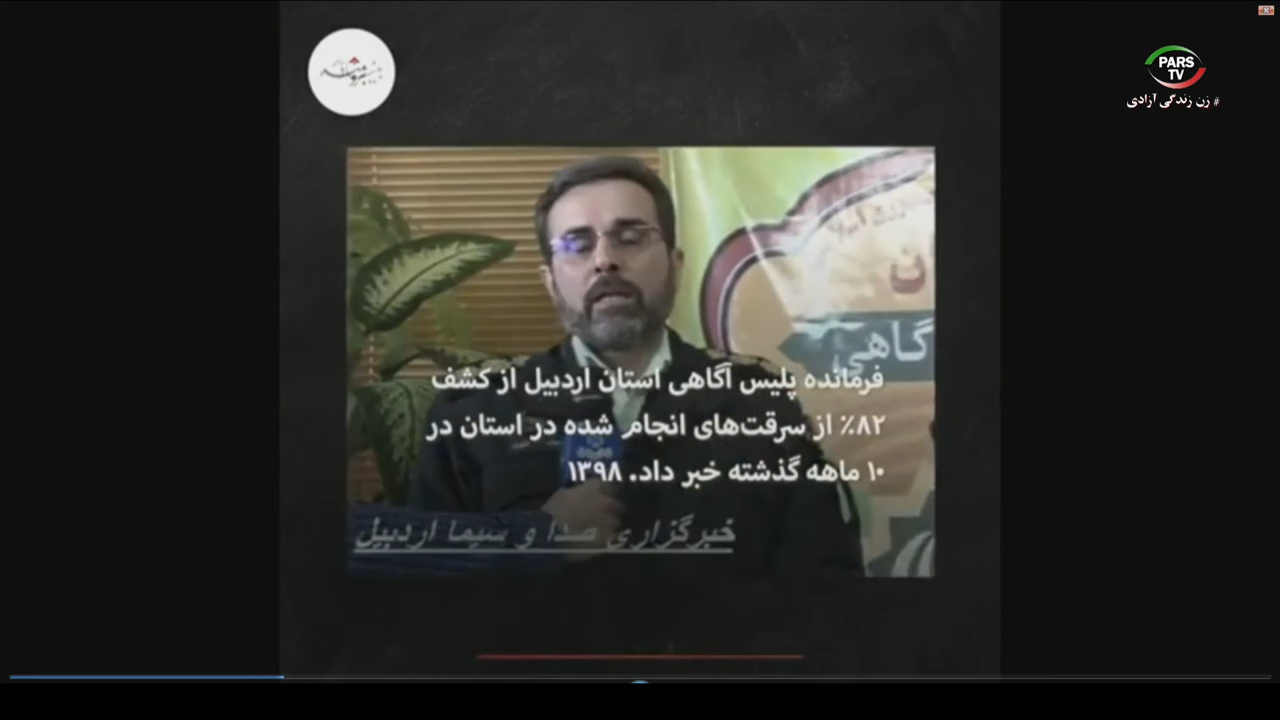 PARS
TV
# زن زندگی آزادی
ن
گاهی
فرمانده پلیس آگاهی استان اردبیل از کشف
۸۲٪ از سرقت‌های انجام شده در استان در
۱۰ ماهه گذشته خبر داد. ۱۳۹۸
خبرگزاری صدا و سیما اردبیل